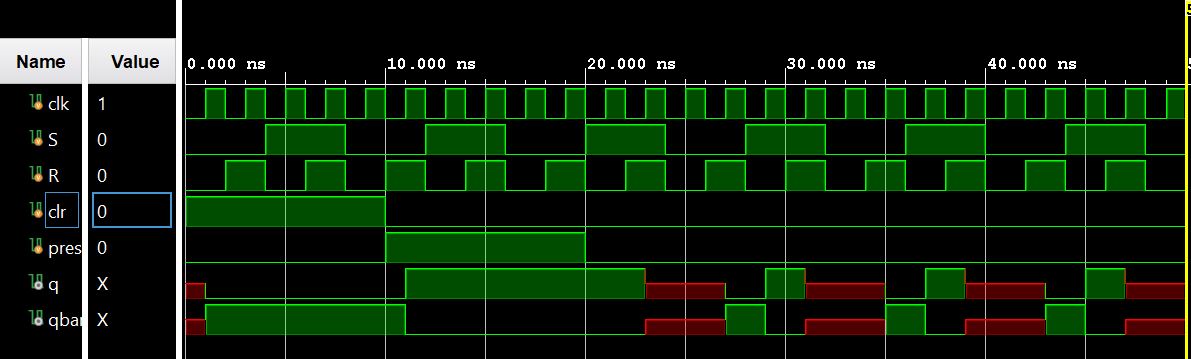 Name Value
0.000 ns 10.000 ns 20.000 ns 30.000 ns 40.000 ns
clk 1
S 0
R 0
clr 0
pres 0
q X
qbar X